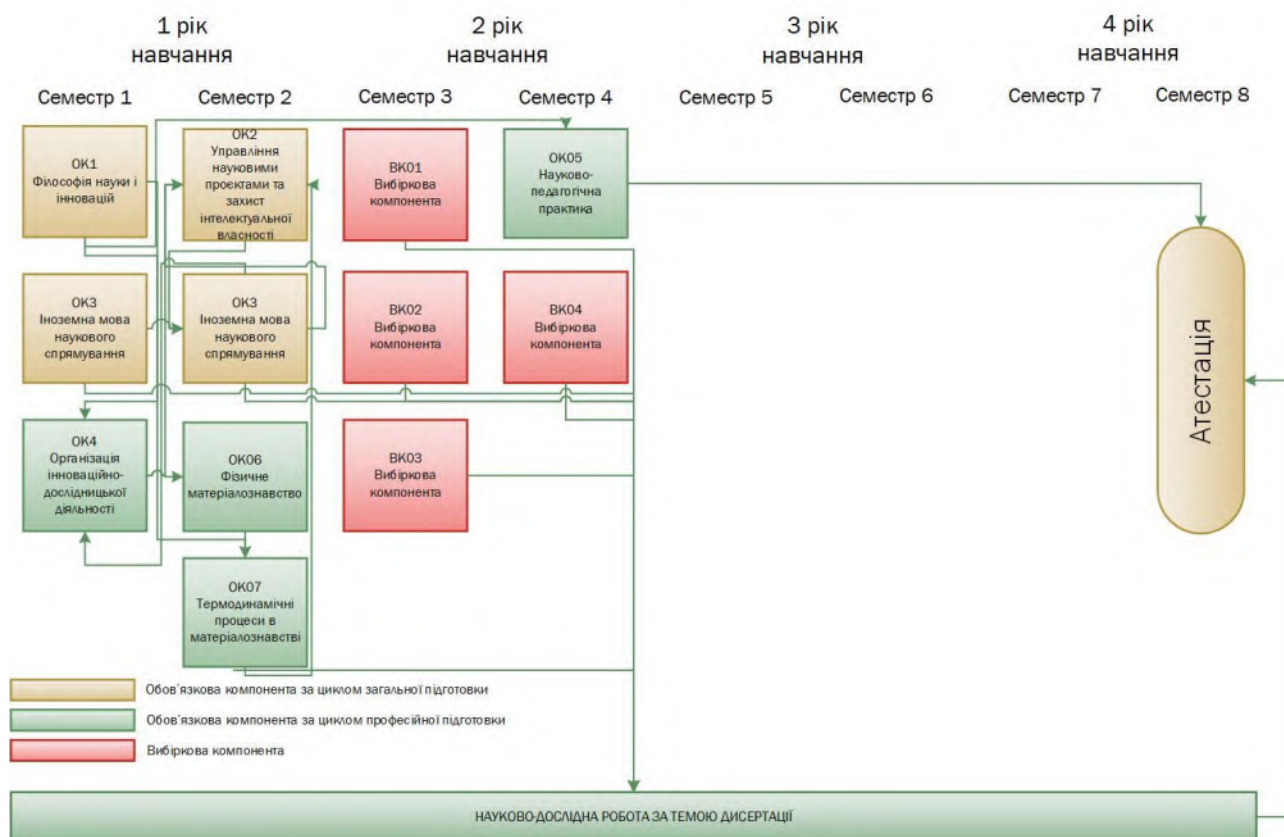 1 рік
навчання
2 рік
навчання
3 рік
навчання
4 рік
навчання
Семестр 1
Семестр 2
Семестр 3
Семестр 4
Семестр 5
Семестр 6
Семестр 7
Семестр 8
ОК1
Філософія науки і
інновацій
ОК2
Управління
науковими
проєктами та
захист
інтелектуальної
власності
ВК01
Вибіркова
компонента
ОК05
Науково-
педагогічна
практика
ОК3
Іноземна мова
наукового
спрямування
ОК3
Іноземна мова
наукового
спрямування
ВК02
Вибіркова
компонента
ВК04
Вибіркова
компонента
Атестація
ОК4
Організація
інноваційно-
дослідницької
діяльності
ОК06
Фізичне
матеріалознавство
ВК03
Вибіркова
компонента
ОК07
Термодинамічні
процеси в
матеріалознавстві
Обов'язкова компонента за циклом загальної підготовки
Обов'язкова компонента за циклом професійної підготовки
Вибіркова компонента
НАУКОВО-ДОСЛІДНА РОБОТА ЗА ТЕМОЮ ДИСЕРТАЦІЇ